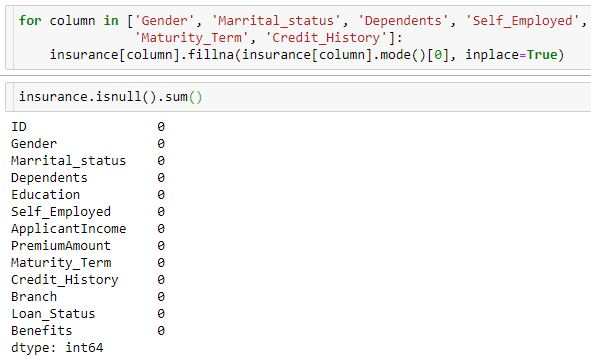 for column in ['Gender', 'Marrital_status', 'Dependents', 'Self_Employed',
'Maturity_Term', 'Credit_History']:
insurance[column].fillna(insurance[column].mode()[0], inplace=True)
insurance.isnull().sum()
ID 0
Gender 0
Marrital_status 0
Dependents 0
Education 0
Self_Employed 0
ApplicantIncome 0
PremiumAmount 0
Maturity_Term 0
Credit_History 0
Branch 0
Loan_Status 0
Benefits 0
dtype: int64